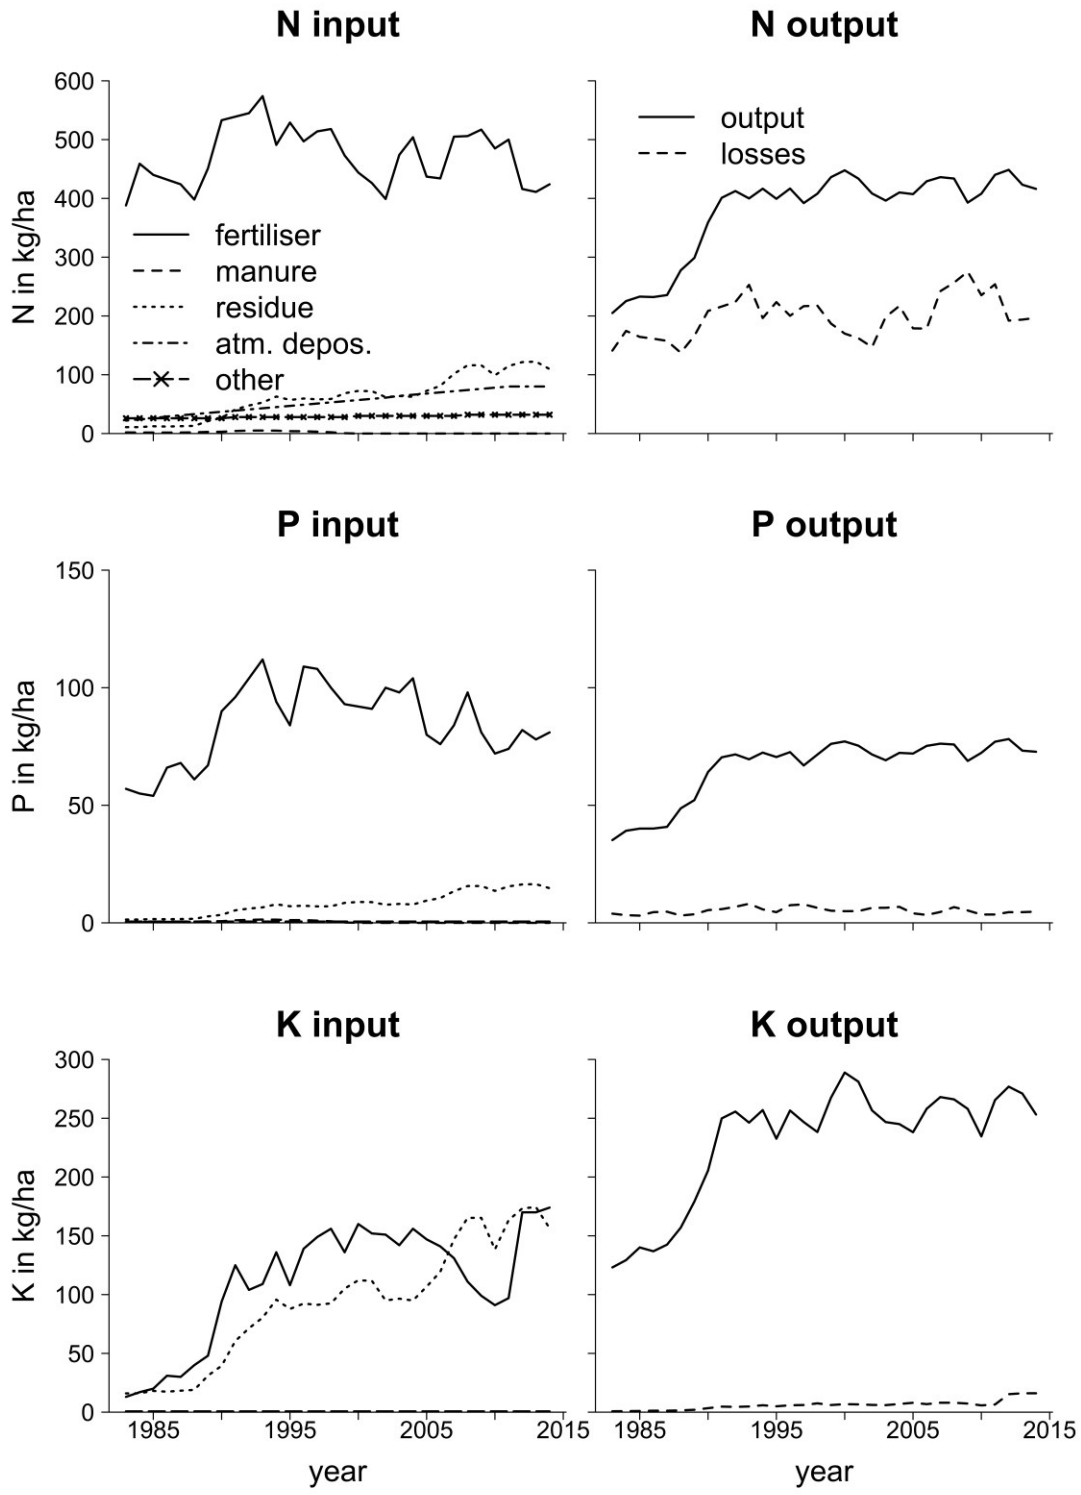 N input
N output
600
500
400
300
200
100
0
N in kg/ha
fertiliser
manure
residue
atm. depos.
other
output
losses
P input
P output
150
100
50
0
P in kg/ha
K input
K output
300
250
200
150
100
50
0
K in kg/ha
1985
1995
2005
2015
1985
1995
2005
2015
year
year